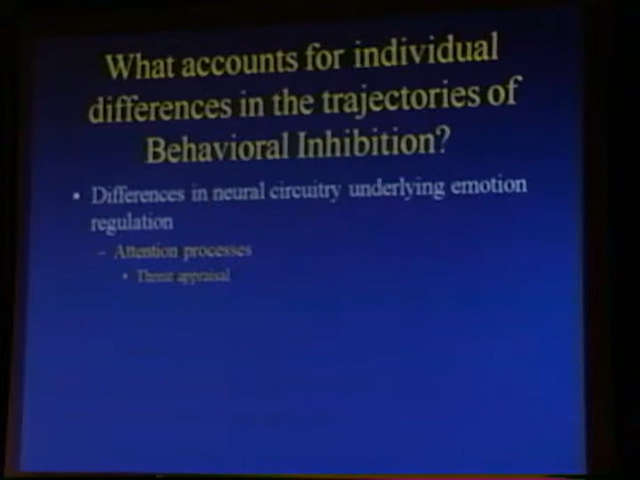 What accounts for individual
differences in the trajectories of
Behavioral Inhibition?
• Differences in neural circuitry underlying emotion
regulation
– Attention processes
• Threat appraisal